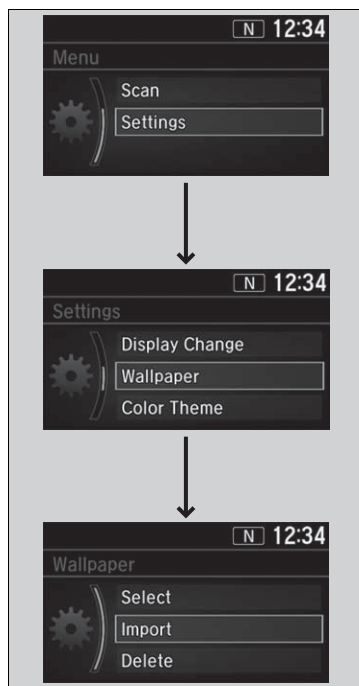 N 12:34
Menu
Scan
Settings
N 12:34
Settings
Display Change
Wallpaper
Color Theme
N 12:34
Wallpaper
Select
Import
Delete